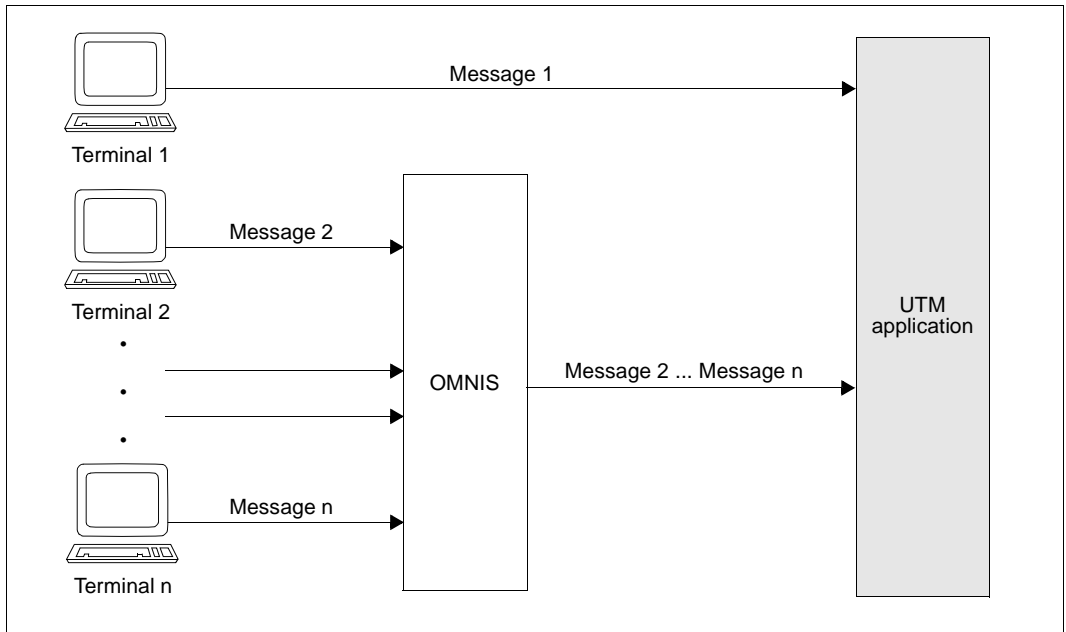 Message 1
Terminal 1
Message 2
Terminal 2
UTM
application
OMNIS
Message 2 ... Message n
Message n
Terminal n